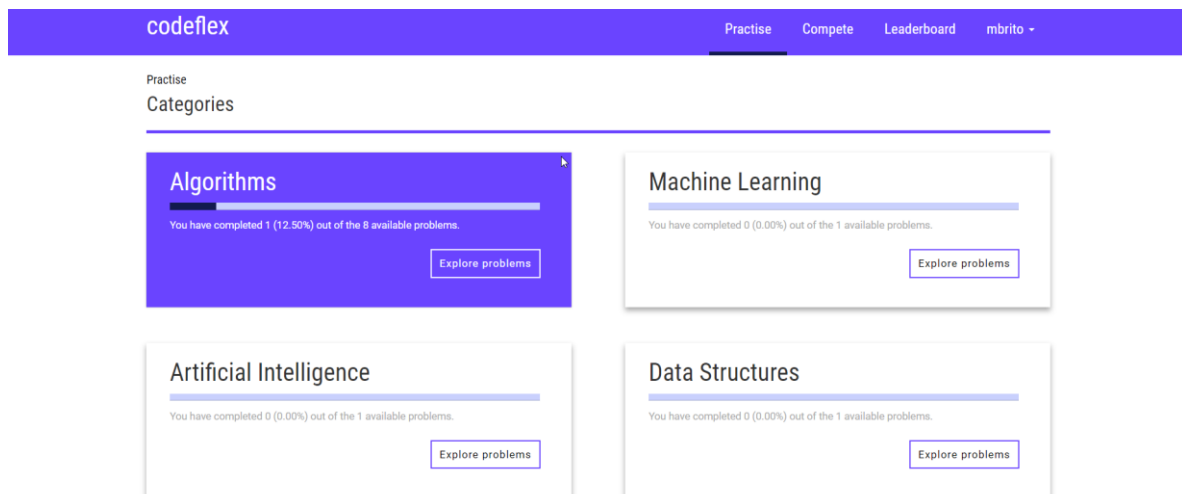 codeflex
Practise
Compete
Leaderboard
mbrito
Practise
Categories
Algorithms
You have completed 1 (12.50%) out of the 8 available problems.
Explore problems
Machine Learning
You have completed 0 (0.00%) out of the 1 available problems.
Explore problems
Artificial Intelligence
You have completed 0 (0.00%) out of the 1 available problems.
Explore problems
Data Structures
You have completed 0 (0.00%) out of the 1 available problems.
Explore problems